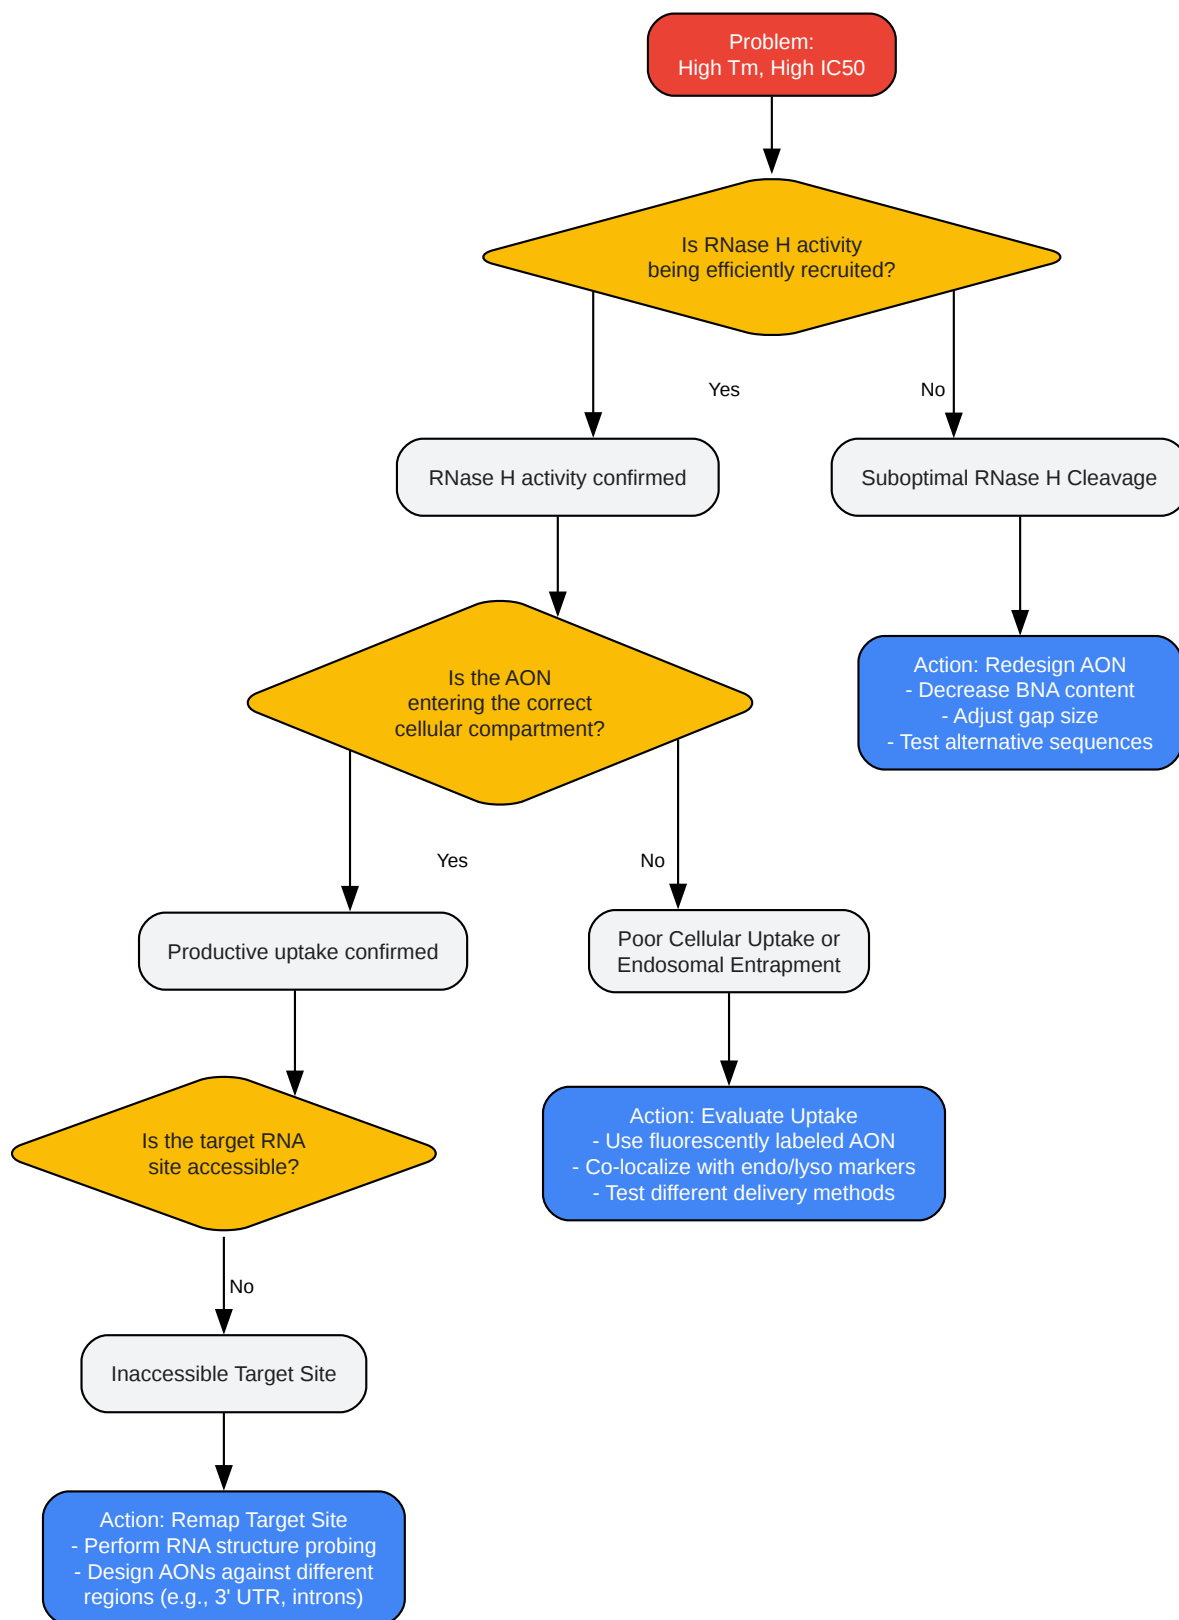 Problem:
High Tm, High IC50
Is RNase H activity
being efficiently recruited?
Yes
No
RNase H activity confirmed
Suboptimal RNase H Cleavage
Is the AON
entering the correct
cellular compartment?
Action: Redesign AON
- Decrease BNA content
- Adjust gap size
- Test alternative sequences
Yes
No
Productive uptake confirmed
Poor Cellular Uptake or
Endosomal Entrapment
Is the target RNA
site accessible?
Action: Evaluate Uptake
- Use fluorescently labeled AON
- Co-localize with endo/lyso markers
- Test different delivery methods
No
Inaccessible Target Site
Action: Remap Target Site
- Perform RNA structure probing
- Design AONs against different
regions (e.g., 3' UTR, introns)